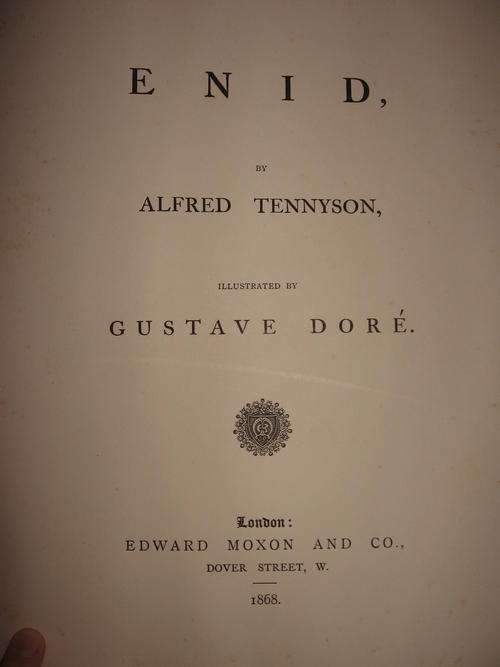 ENID,
BY
ALFRED TENNYSON,
ILLUSTRATED BY
GUSTAVE DORÉ.
London:
EDWARD MOXON AND CO.,
DOVER STREET, W.
1868.